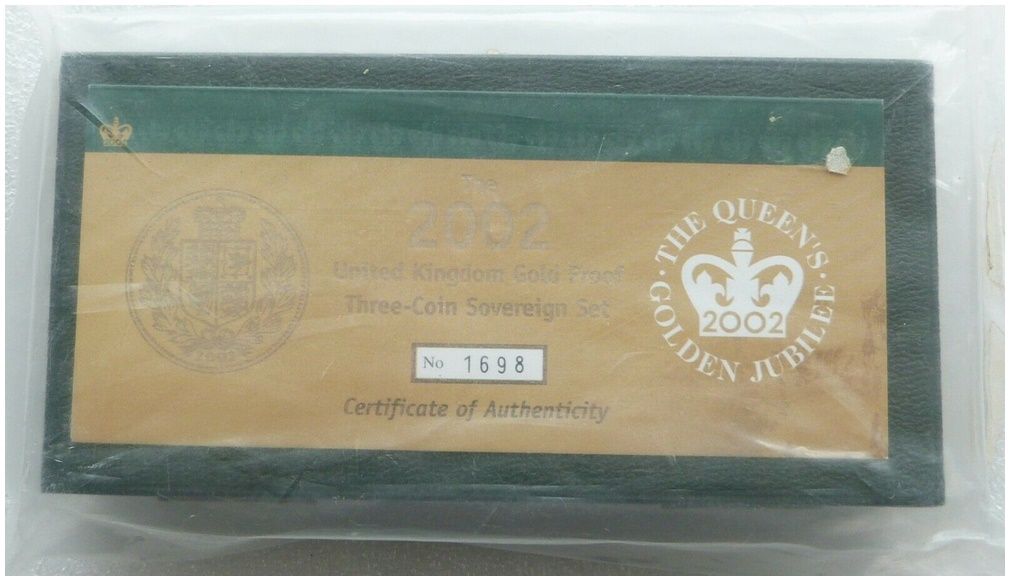 The
2002
United Kingdom Gold Proof
Three-Coin Sovereign Set
No 1698
Certificate of Authenticity
2002
· THE QUEEN'S ·
GOLDEN JUBILEE
2002